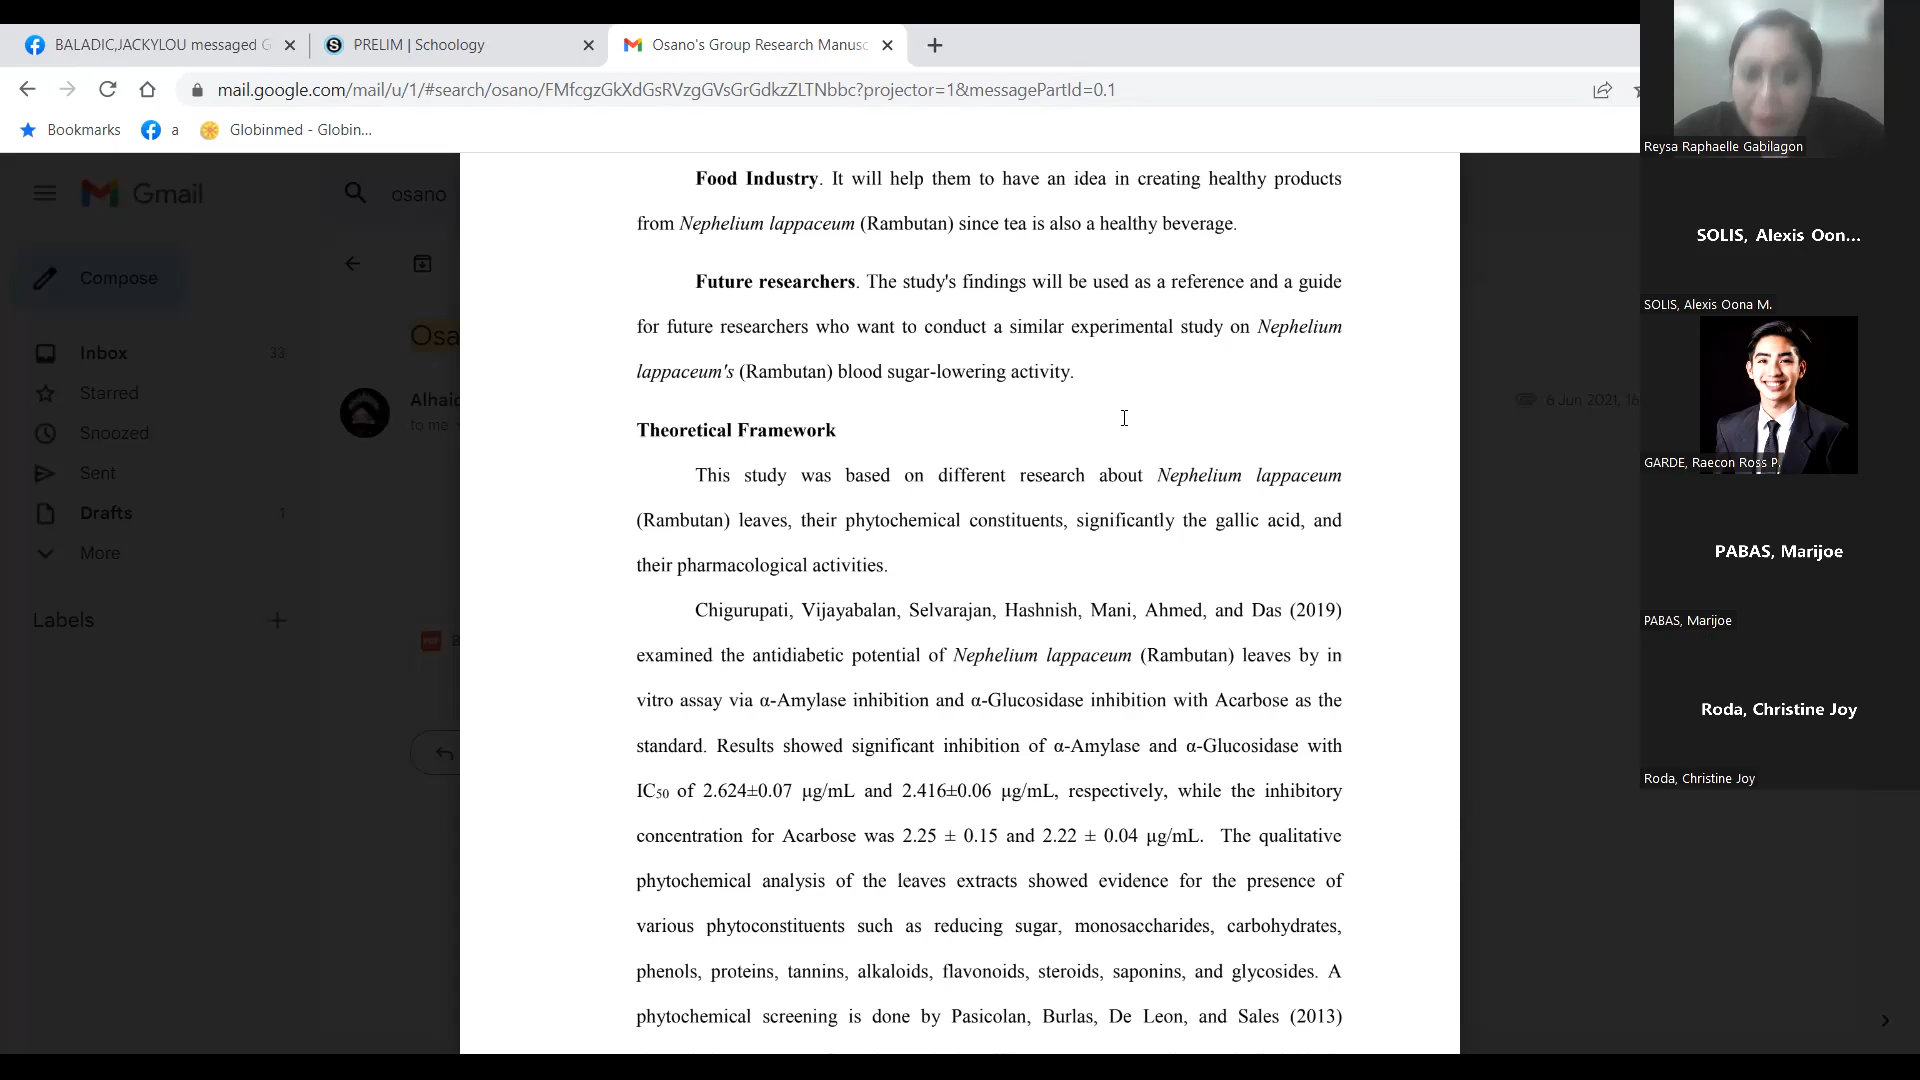 BALADIC,JACKYLOU messaged G
PRELIM | Schoology
Osano's Group Research Manusc
mail.google.com/mail/u/1/#search/osano/FMfcgzGkXdGsRVzgGVsGrGdkzZLTNbbc?projector=1&messagePartId=0.1
Bookmarks
a
Globinmed - Globin...
Gmail
osano
Compose
Inbox 33
Starred
Snoozed
Sent
Drafts 1
More
Labels
Osa
Alhaid
to me
6 Jun 2021, 16
PDF
Food Industry. It will help them to have an idea in creating healthy products
from Nephelium lappaceum (Rambutan) since tea is also a healthy beverage.
Future researchers. The study's findings will be used as a reference and a guide
for future researchers who want to conduct a similar experimental study on Nephelium
lappaceum's (Rambutan) blood sugar-lowering activity.
Theoretical Framework
This study was based on different research about Nephelium lappaceum
(Rambutan) leaves, their phytochemical constituents, significantly the gallic acid, and
their pharmacological activities.
Chigurupati, Vijayabalan, Selvarajan, Hashnish, Mani, Ahmed, and Das (2019)
examined the antidiabetic potential of Nephelium lappaceum (Rambutan) leaves by in
vitro assay via α-Amylase inhibition and α-Glucosidase inhibition with Acarbose as the
standard. Results showed significant inhibition of α-Amylase and α-Glucosidase with
IC50 of 2.624±0.07 μg/mL and 2.416±0.06 μg/mL, respectively, while the inhibitory
concentration for Acarbose was 2.25 ± 0.15 and 2.22 ± 0.04 μg/mL. The qualitative
phytochemical analysis of the leaves extracts showed evidence for the presence of
various phytoconstituents such as reducing sugar, monosaccharides, carbohydrates,
phenols, proteins, tannins, alkaloids, flavonoids, steroids, saponins, and glycosides. A
phytochemical screening is done by Pasicolan, Burlas, De Leon, and Sales (2013)
Reysa Raphaelle Gabilagon
SOLIS, Alexis Oon...
SOLIS, Alexis Oona M.
GARDE, Raecon Ross P.
PABAS, Marijoe
PABAS, Marijoe
Roda, Christine Joy
Roda, Christine Joy